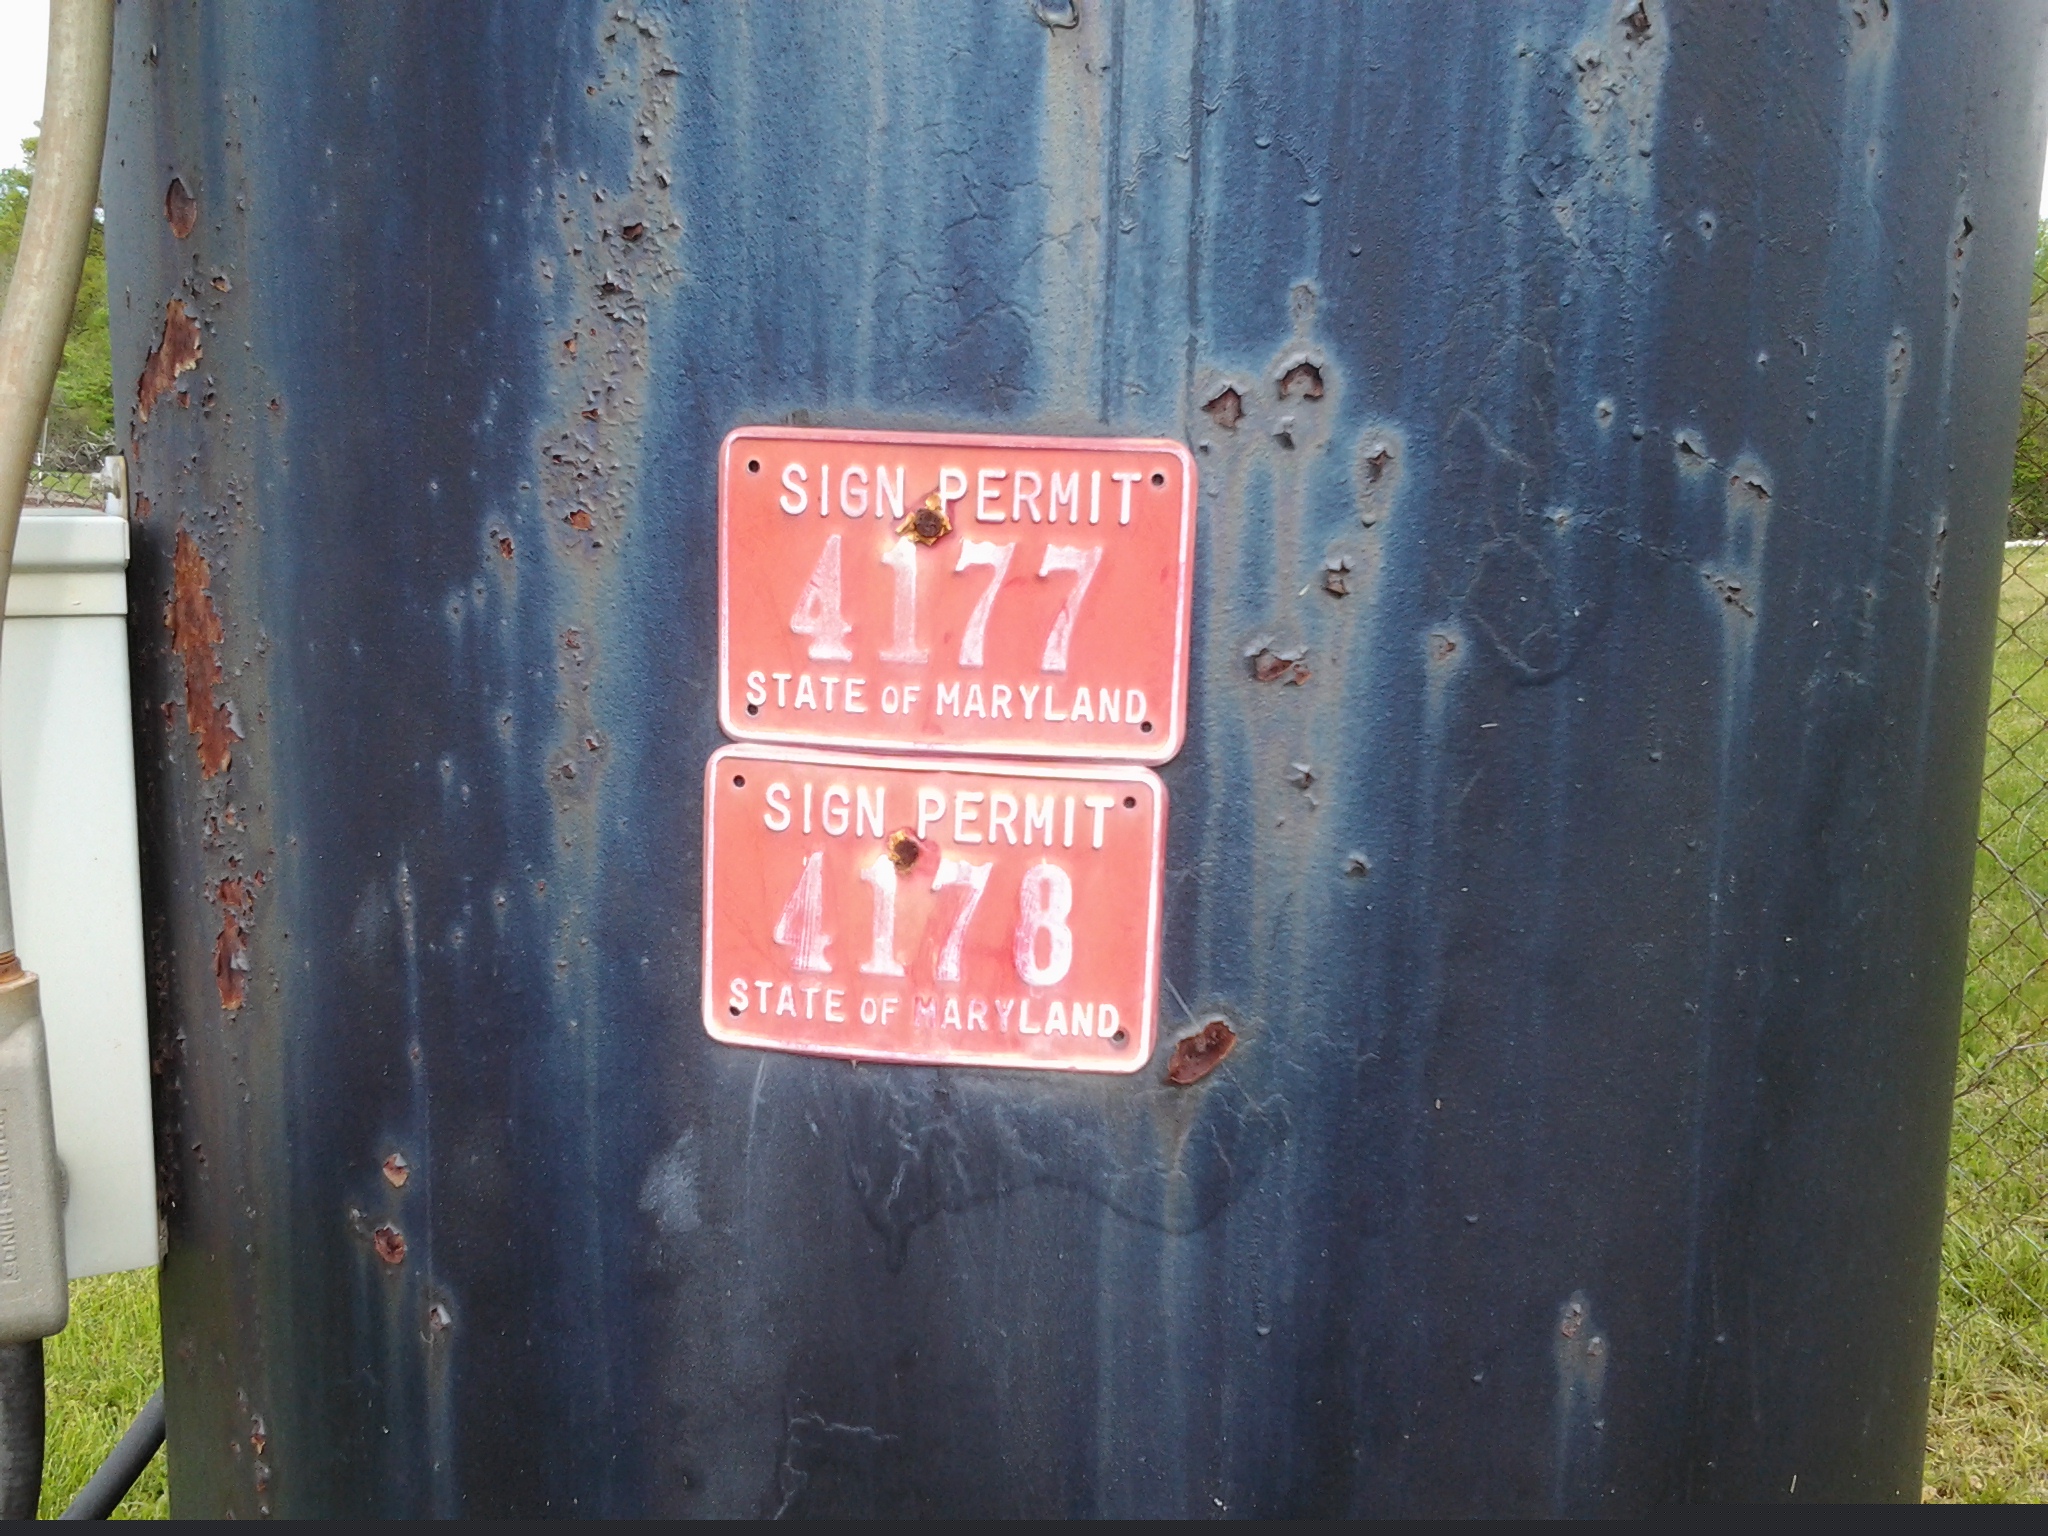 SIGN PERMIT
4177
STATE OF MARYLAND
SIGN PERMIT
4178
STATE OF MARYLAND